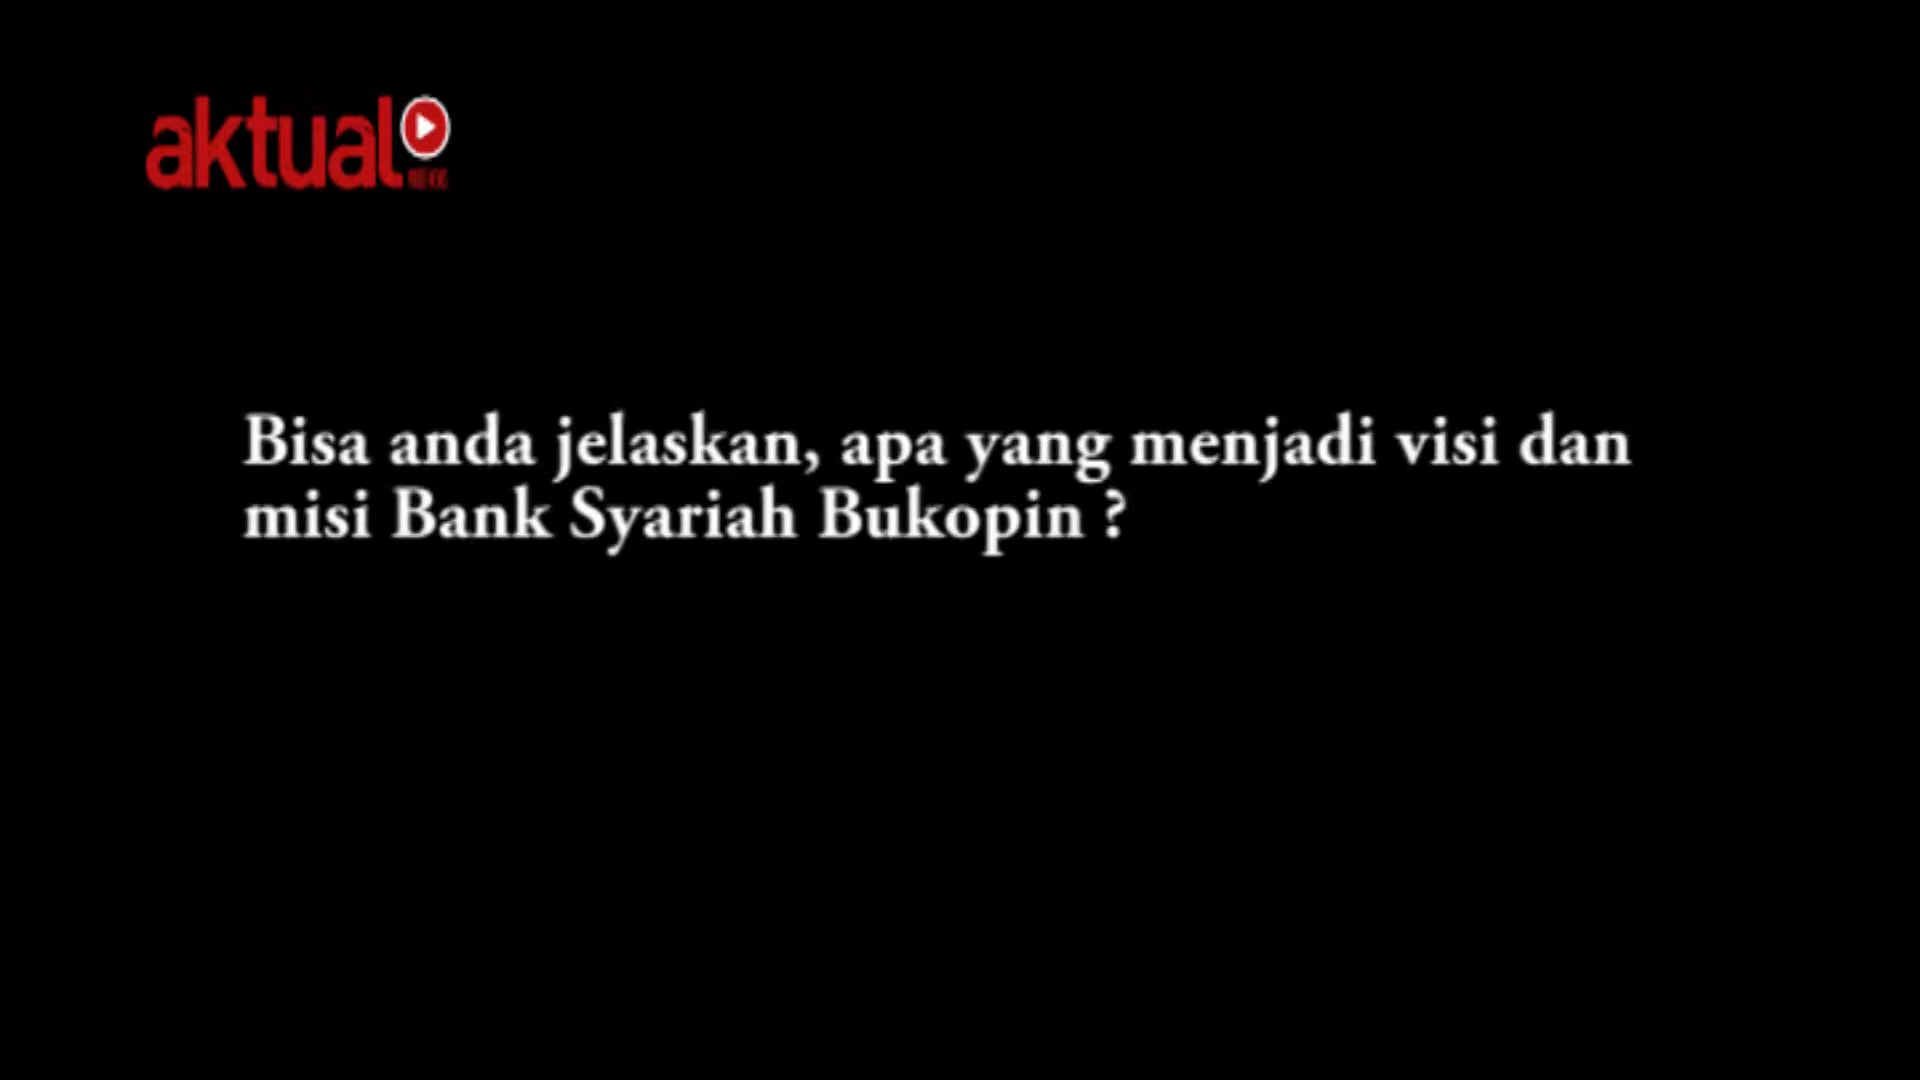 aktual
Bisa anda jelaskan, apa yang menjadi visi dan
misi Bank Syariah Bukopin ?